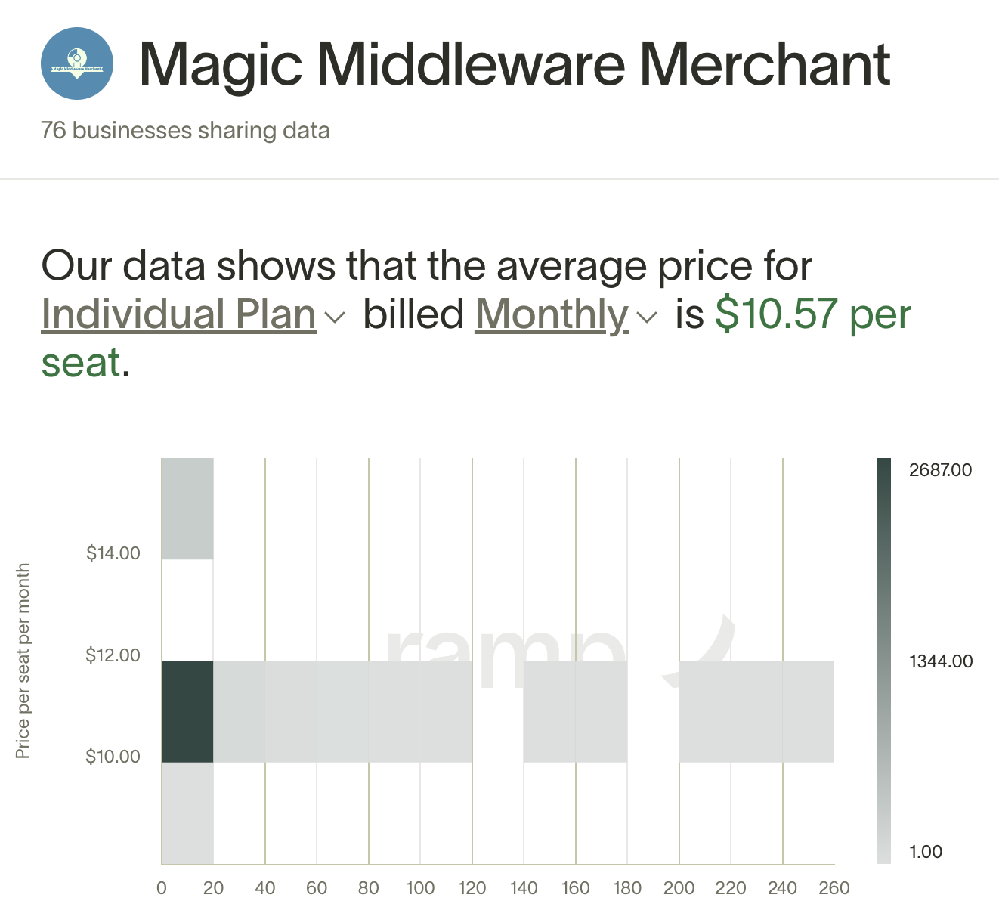 Magic Middleware Merchant
Magic Middleware Merchant
76 businesses sharing data
Our data shows that the average price for
Individual Plan billed Monthly is $10.57 per
seat.
Price per seat per month
$14.00
$12.00
$10.00
ramp
2687.00
1344.00
1.00
0 20 40 60 80 100 120 140 160 180 200 220 240 260